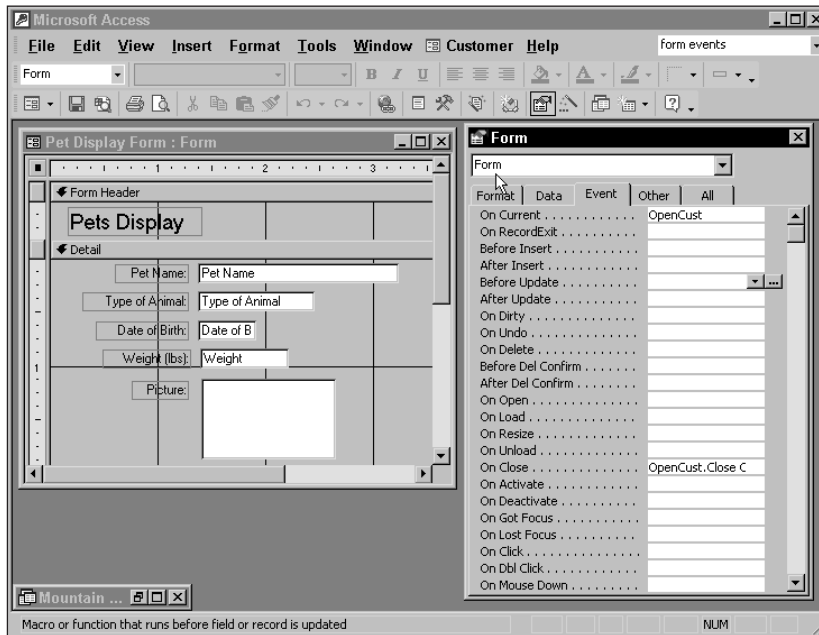 Microsoft Access
File Edit View Insert Format Tools Window Customer Help form events
Form B I U
Pet Display Form : Form
1 2 3
Form Header
Pets Display
Detail
Pet Name: Pet Name
Type of Animal: Type of Animal
Date of Birth: Date of B
Weight (lbs): Weight
1
Picture:
Form
Form
Format Data Event Other All
On Current . . . . . . . . . . . . OpenCust
On RecordExit . . . . . . . . . .
Before Insert . . . . . . . . . . .
After Insert . . . . . . . . . . . .
Before Update . . . . . . . . . . ...
After Update . . . . . . . . . . .
On Dirty . . . . . . . . . . . . . .
On Undo . . . . . . . . . . . . . .
On Delete . . . . . . . . . . . . .
Before Del Confirm . . . . . . .
After Del Confirm . . . . . . . .
On Open . . . . . . . . . . . . . .
On Load . . . . . . . . . . . . . .
On Resize . . . . . . . . . . . . .
On Unload . . . . . . . . . . . . .
On Close . . . . . . . . . . . . . . OpenCust.Close C
On Activate . . . . . . . . . . . .
On Deactivate . . . . . . . . . .
On Got Focus . . . . . . . . . . .
On Lost Focus . . . . . . . . . .
On Click . . . . . . . . . . . . . . .
On Dbl Click . . . . . . . . . . . .
On Mouse Down . . . . . . . . .
Mountain ...
Macro or function that runs before field or record is updated NUM